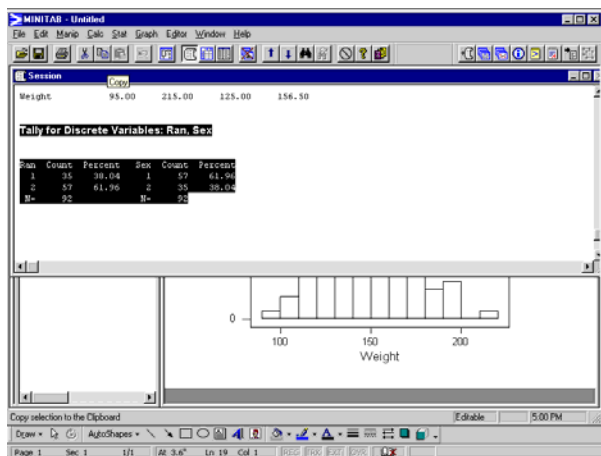 MINITAB - Untitled
File Edit Manip Calc Stat Graph Editor Window Help
Session
Copy
Weight 95.00 215.00 125.00 156.50
Tally for Discrete Variables: Ran, Sex
Ran Count Percent Sex Count Percent
1 35 38.04 1 57 61.96
2 57 61.96 2 35 38.04
N= 92 N= 92
0
100 150 200
Weight
Copy selection to the Clipboard Editable 5:00 PM
Draw AutoShapes
Page 1 Sec 1 1/1 At 3.6" Ln 19 Col 1 REC TRK EXT OVR